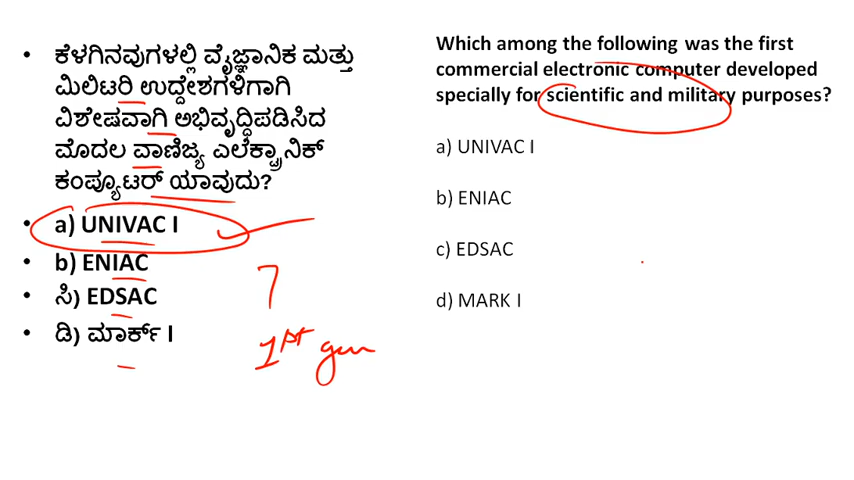 ಕೆಳಗಿನವುಗಳಲ್ಲಿ ವೈಜ್ಞಾನಿಕ ಮತ್ತು
ಮಿಲಿಟರಿ ಉದ್ದೇಶಗಳಿಗಾಗಿ
ವಿಶೇಷವಾಗಿ ಅಭಿವೃದ್ಧಿಪಡಿಸಿದ
ಮೊದಲ ವಾಣಿಜ್ಯ ಎಲೆಕ್ಟ್ರಾನಿಕ್
ಕಂಪ್ಯೂಟರ್ ಯಾವುದು?
a) UNIVAC I
b) ENIAC
ಸಿ) EDSAC
ಡಿ) ಮಾರ್ಕ್ I
7
1st gen
Which among the following was the first
commercial electronic computer developed
specially for scientific and military purposes?
a) UNIVAC I
b) ENIAC
c) EDSAC
d) MARK I